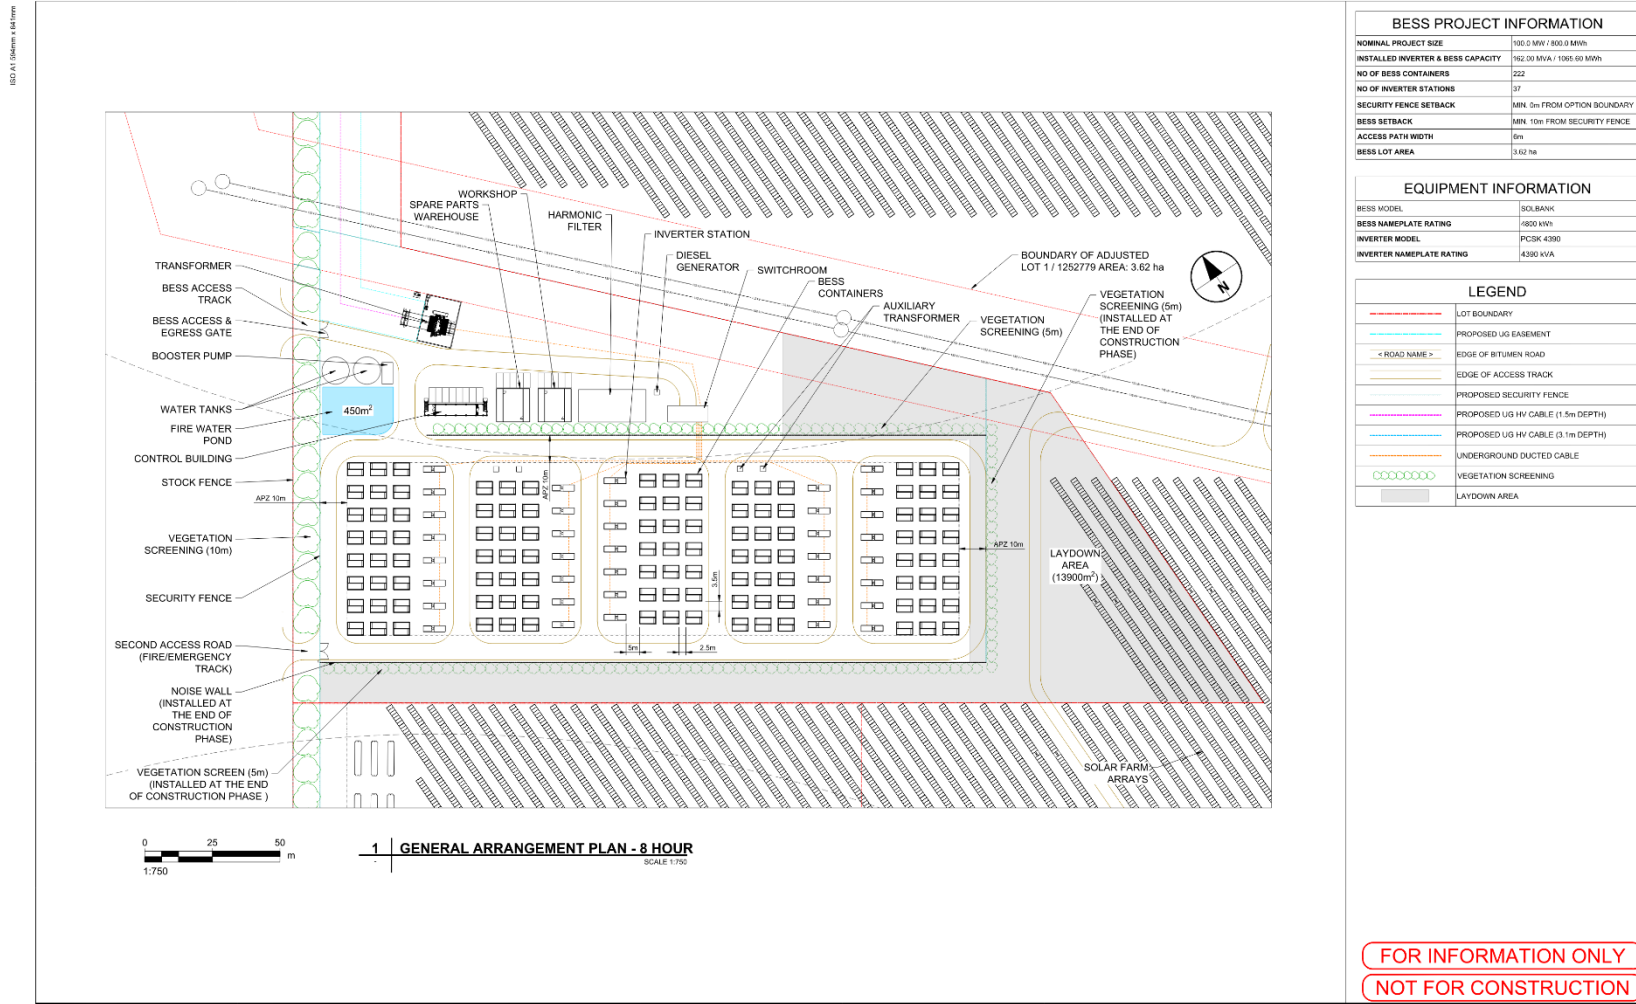 ISO A1 594mm x 841mm
BESS PROJECT INFORMATION
NOMINAL PROJECT SIZE 100.0 MW / 800.0 MWh
INSTALLED INVERTER & BESS CAPACITY 162.00 MVA / 1065.60 MWh
NO OF BESS CONTAINERS 222
NO OF INVERTER STATIONS 37
SECURITY FENCE SETBACK MIN. 0m FROM OPTION BOUNDARY
BESS SETBACK MIN. 10m FROM SECURITY FENCE
ACCESS PATH WIDTH 6m
BESS LOT AREA 3.62 ha
EQUIPMENT INFORMATION
BESS MODEL SOLBANK
BESS NAMEPLATE RATING 4800 kWh
INVERTER MODEL PCSK 4390
INVERTER NAMEPLATE RATING 4390 kVA
LEGEND
LOT BOUNDARY
PROPOSED UG EASEMENT
< ROAD NAME > EDGE OF BITUMEN ROAD
EDGE OF ACCESS TRACK
PROPOSED SECURITY FENCE
PROPOSED UG HV CABLE (1.5m DEPTH)
PROPOSED UG HV CABLE (3.1m DEPTH)
UNDERGROUND DUCTED CABLE
VEGETATION SCREENING
LAYDOWN AREA
WORKSHOP
SPARE PARTS
WAREHOUSE
HARMONIC
FILTER
INVERTER STATION
DIESEL
GENERATOR
SWITCHROOM
BESS
CONTAINERS
AUXILIARY
TRANSFORMER
BOUNDARY OF ADJUSTED
LOT 1 / 1252779 AREA: 3.62 ha
VEGETATION
SCREENING (5m)
VEGETATION
SCREENING (5m)
(INSTALLED AT
THE END OF
CONSTRUCTION
PHASE)
N
TRANSFORMER
BESS ACCESS
TRACK
BESS ACCESS &
EGRESS GATE
BOOSTER PUMP
WATER TANKS
450m²
FIRE WATER
POND
CONTROL BUILDING
STOCK FENCE
APZ 10m
APZ 10m
APZ 10m
VEGETATION
SCREENING (10m)
SECURITY FENCE
LAYDOWN
AREA
(13900m²)
3.5m
5m
2.5m
SECOND ACCESS ROAD
(FIRE/EMERGENCY
TRACK)
NOISE WALL
(INSTALLED AT
THE END OF
CONSTRUCTION
PHASE)
VEGETATION SCREEN (5m)
(INSTALLED AT THE END
OF CONSTRUCTION PHASE )
SOLAR FARM
ARRAYS
0 25 50
m
1:750
1 GENERAL ARRANGEMENT PLAN - 8 HOUR
- SCALE 1:750
FOR INFORMATION ONLY
NOT FOR CONSTRUCTION